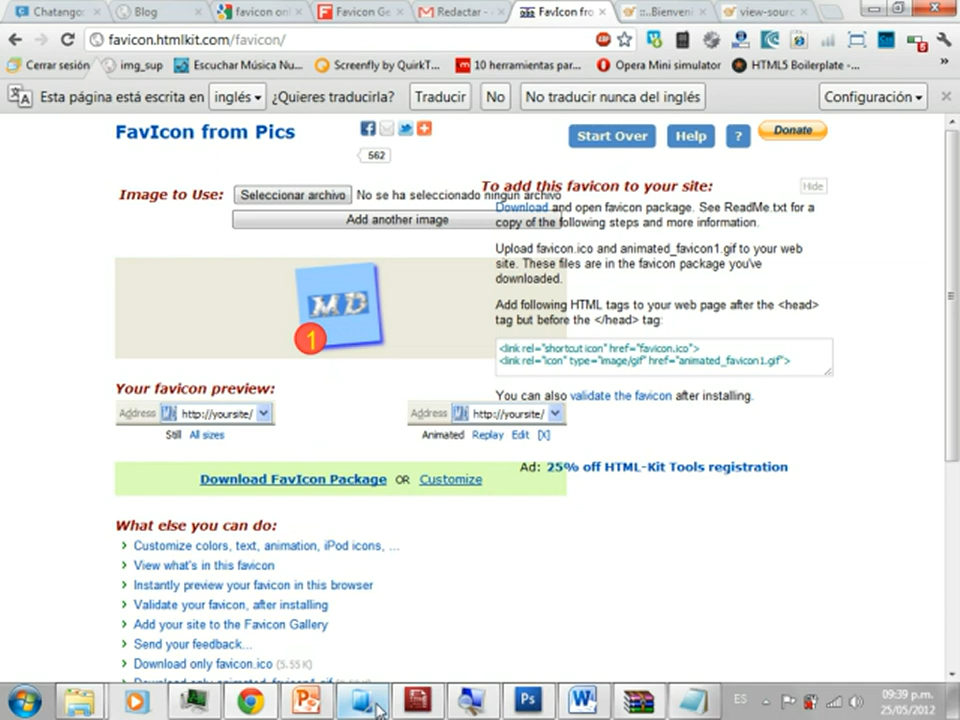 Chatango:
Blog
favicon onl
Favicon Ge
Redactar -
FavIcon fro
::..Bienveni
view-sourc
favicon.htmlkit.com/favicon/
Cerrar sesión
img_sup
Escuchar Música Nu...
Screenfly by QuirkT...
10 herramientas par...
Opera Mini simulator
HTML5 Boilerplate -...
»
Esta página está escrita en inglés ¿Quieres traducirla? Traducir No No traducir nunca del inglés Configuración
FavIcon from Pics
562
Start Over
Help
?
Donate
Image to Use: Seleccionar archivo No se ha seleccionado ningún archivo
Add another image
To add this favicon to your site:
Hide
Download and open favicon package. See ReadMe.txt for a
copy of the following steps and more information.
Upload favicon.ico and animated_favicon1.gif to your web
site. These files are in the favicon package you've
downloaded.
Add following HTML tags to your web page after the <head>
tag but before the </head> tag:
<link rel="shortcut icon" href="favicon.ico">
<link rel="icon" type="image/gif" href="animated_favicon1.gif">
You can also validate the favicon after installing.
MD
1
Your favicon preview:
Address http://yoursite/
Still All sizes
Address http://yoursite/
Animated Replay Edit [X]
Ad: 25% off HTML-Kit Tools registration
Download FavIcon Package OR Customize
What else you can do:
Customize colors, text, animation, iPod icons, ...
View what's in this favicon
Instantly preview your favicon in this browser
Validate your favicon, after installing
Add your site to the Favicon Gallery
Send your feedback...
Download only favicon.ico (5.55 K)
ES
09:39 p.m.
25/05/2012